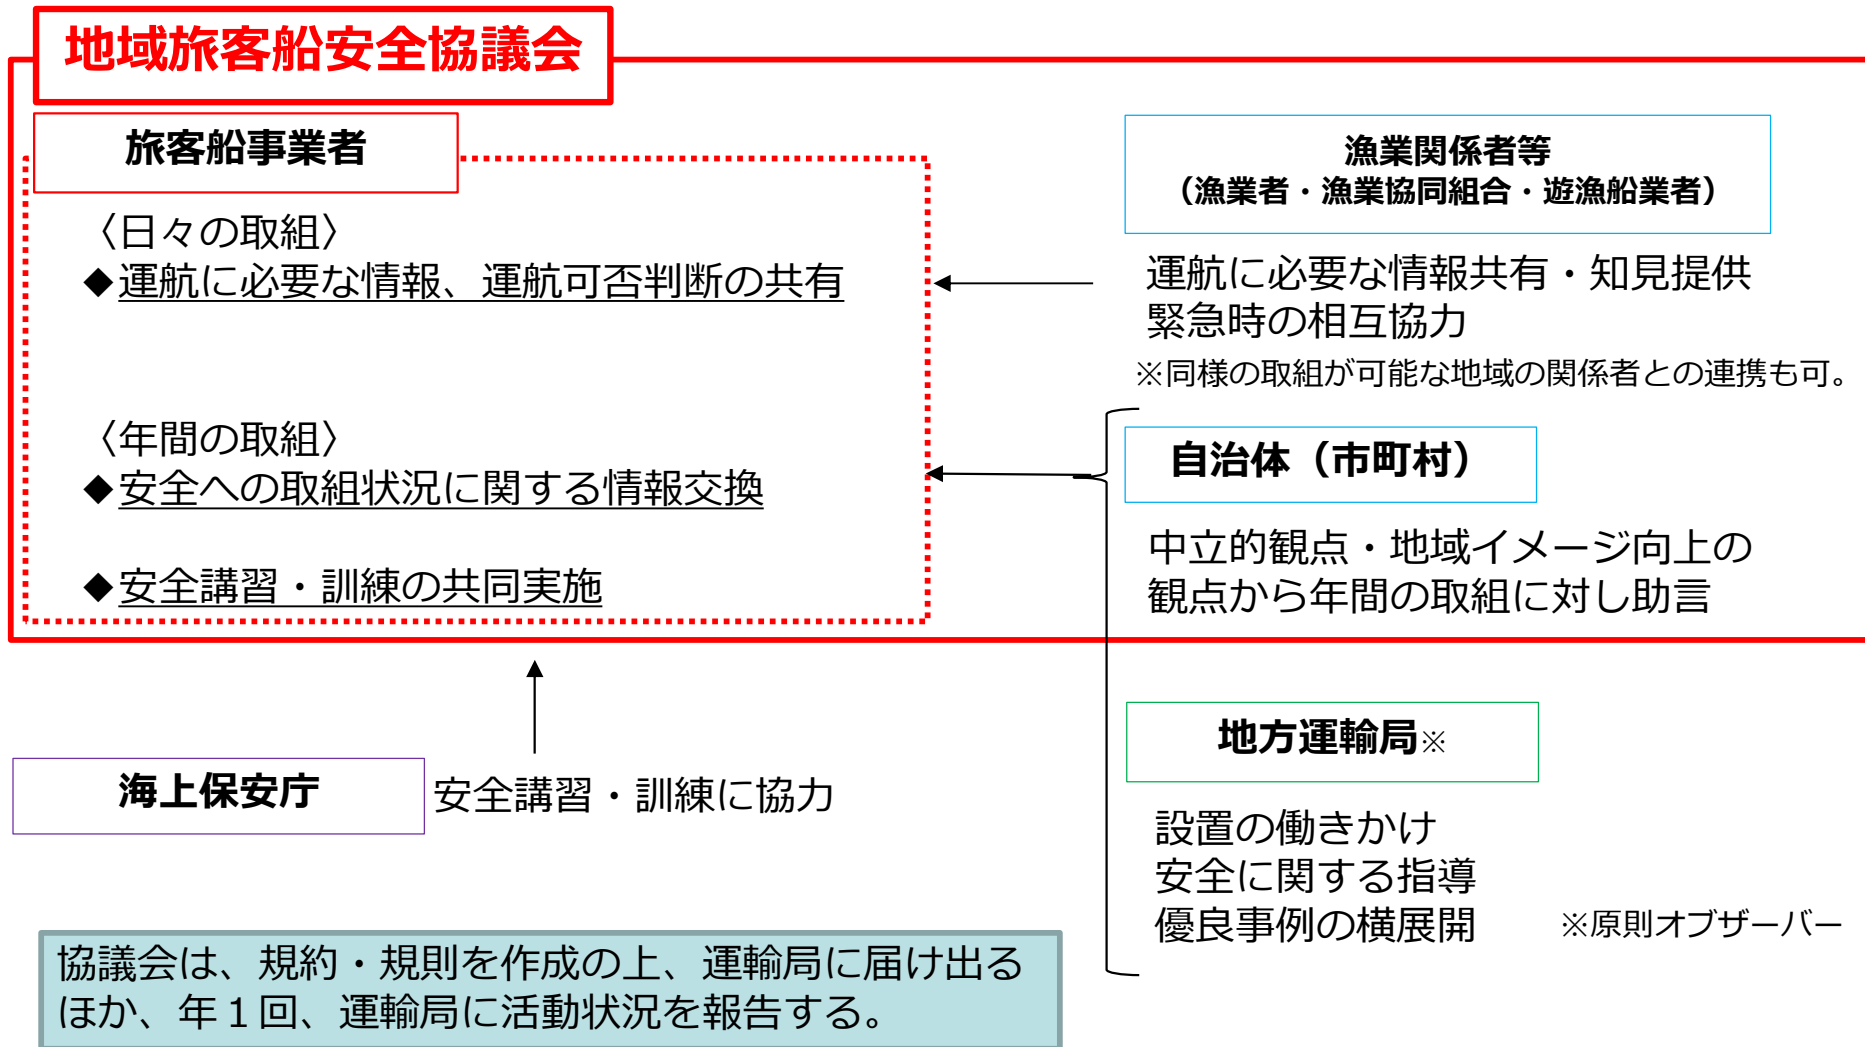 地域旅客船安全協議会
旅客船事業者
〈日々の取組〉
◆運航に必要な情報、運航可否判断の共有
〈年間の取組〉
◆安全への取組状況に関する情報交換
◆安全講習・訓練の共同実施
漁業関係者等
（漁業者・漁業協同組合・遊漁船業者）
運航に必要な情報共有・知見提供
緊急時の相互協力
※同様の取組が可能な地域の関係者との連携も可。
自治体（市町村）
中立的観点・地域イメージ向上の
観点から年間の取組に対し助言
地方運輸局※
設置の働きかけ
安全に関する指導
優良事例の横展開
※原則オブザーバー
海上保安庁
安全講習・訓練に協力
協議会は、規約・規則を作成の上、運輸局に届け出る
ほか、年１回、運輸局に活動状況を報告する。